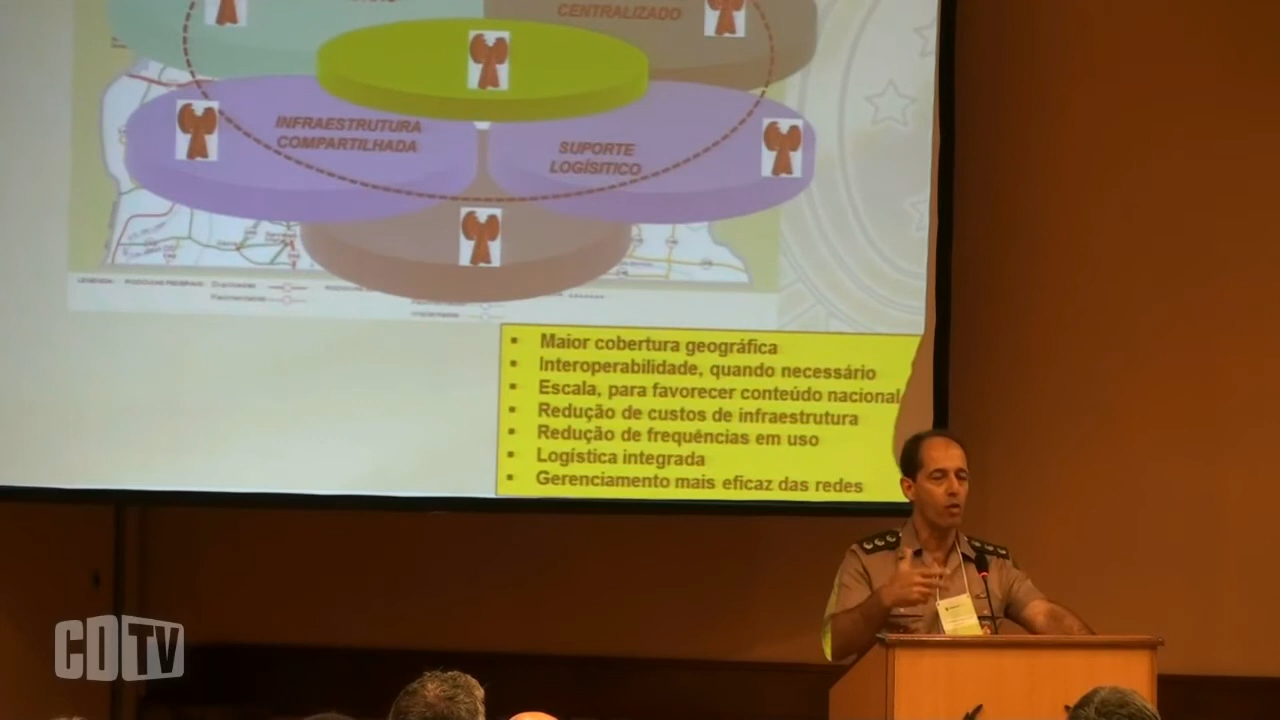 CENTRALIZADO
INFRAESTRUTURA
COMPARTILHADA
SUPORTE
LOGÍSITICO
Maior cobertura geográfica
Interoperabilidade, quando necessário
Escala, para favorecer conteúdo nacional
Redução de custos de infraestrutura
Redução de frequências em uso
Logística integrada
Gerenciamento mais eficaz das redes
CDTV